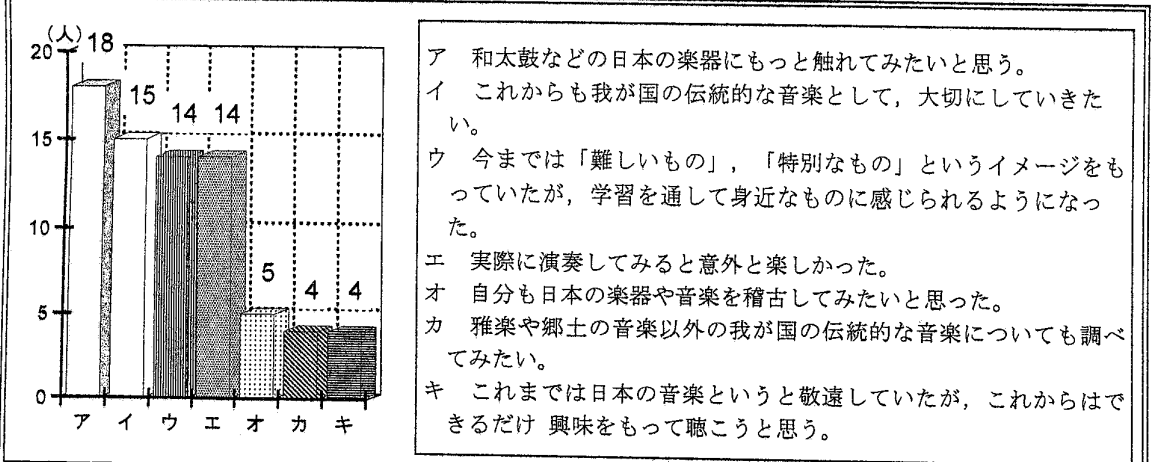 (人)
20
15
10
5
0
18
15
14
14
5
4
4
ア
イ
ウ
エ
オ
カ
キ
ア 和太鼓などの日本の楽器にもっと触れてみたいと思う。
イ これからも我が国の伝統的な音楽として，大切にしていきた
い。
ウ 今までは「難しいもの」，「特別なもの」というイメージをも
っていたが，学習を通して身近なものに感じられるようになっ
た。
エ 実際に演奏してみると意外と楽しかった。
オ 自分も日本の楽器や音楽を稽古してみたいと思った。
カ 雅楽や郷土の音楽以外の我が国の伝統的な音楽についても調べ
てみたい。
キ これまでは日本の音楽というと敬遠していたが，これからはで
きるだけ 興味をもって聴こうと思う。